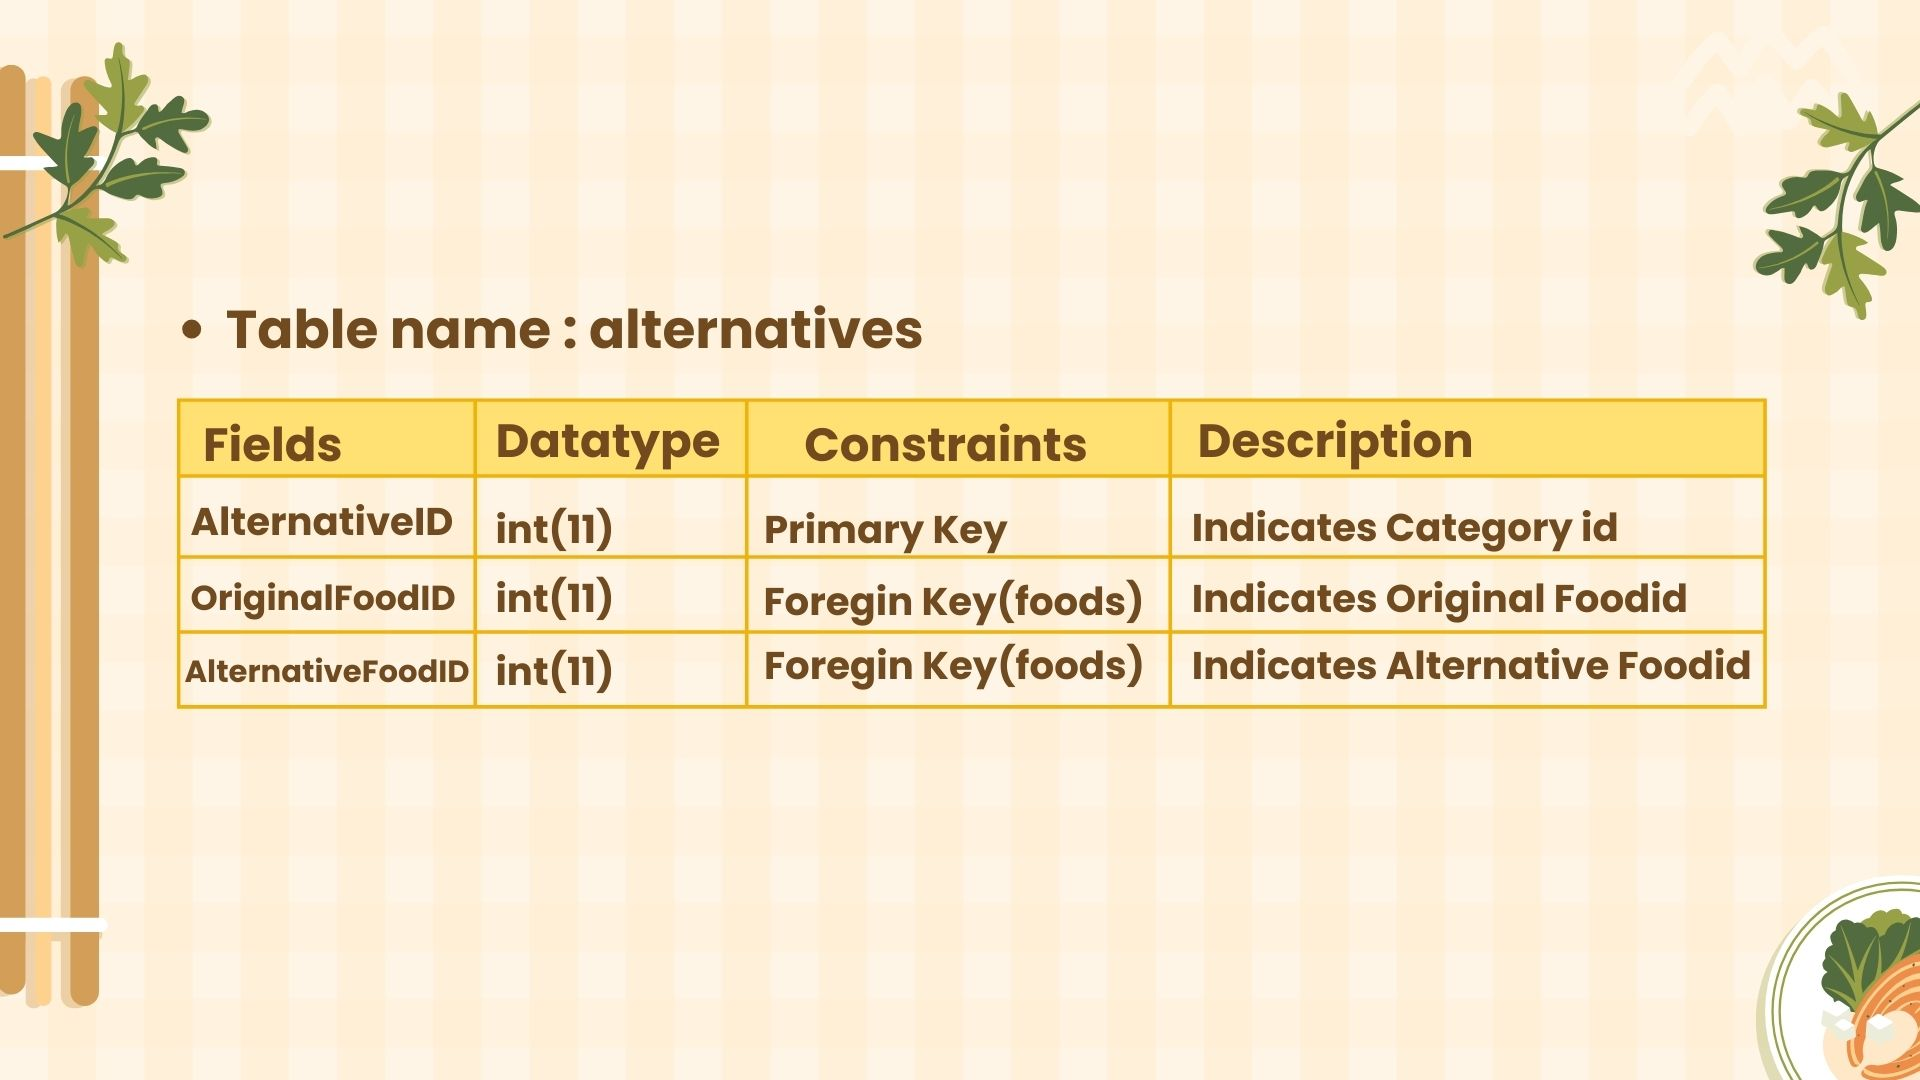 • Table name : alternatives
Fields Datatype Constraints Description
AlternativeID int(11) Primary Key Indicates Category id
OriginalFoodID int(11) Foregin Key(foods) Indicates Original Foodid
AlternativeFoodID int(11) Foregin Key(foods) Indicates Alternative Foodid